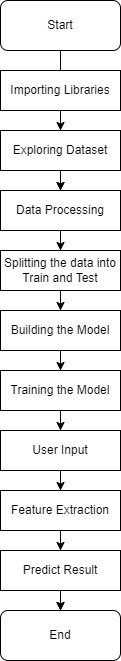 Start
Importing Libraries
Exploring Dataset
Data Processing
Splitting the data into
Train and Test
Building the Model
Training the Model
User Input
Feature Extraction
Predict Result
End